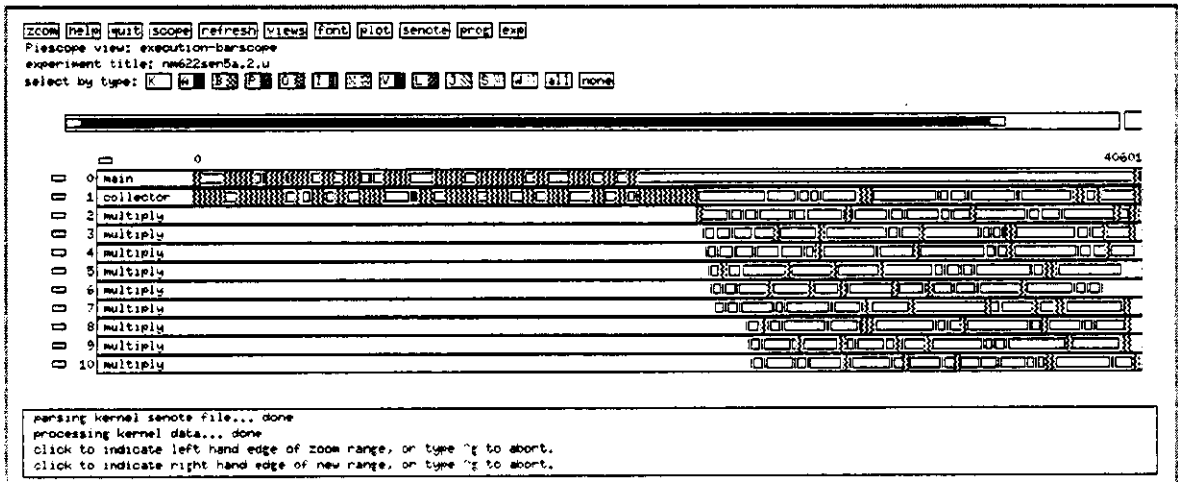 zoom help quit scope refresh views font plot senote prog exp
Piescope view: execution-barscope
experiment title: nm622sen5a.2.u
select by type: K B P V L J S all none
0 40601
0 main
1 collector
2 multiply
3 multiply
4 multiply
5 multiply
6 multiply
7 multiply
8 multiply
9 multiply
10 multiply
parsing kernel senote file... done
processing kernel data... done
click to indicate left hand edge of zoom range, or type ^g to abort.
click to indicate right hand edge of new range, or type ^g to abort.